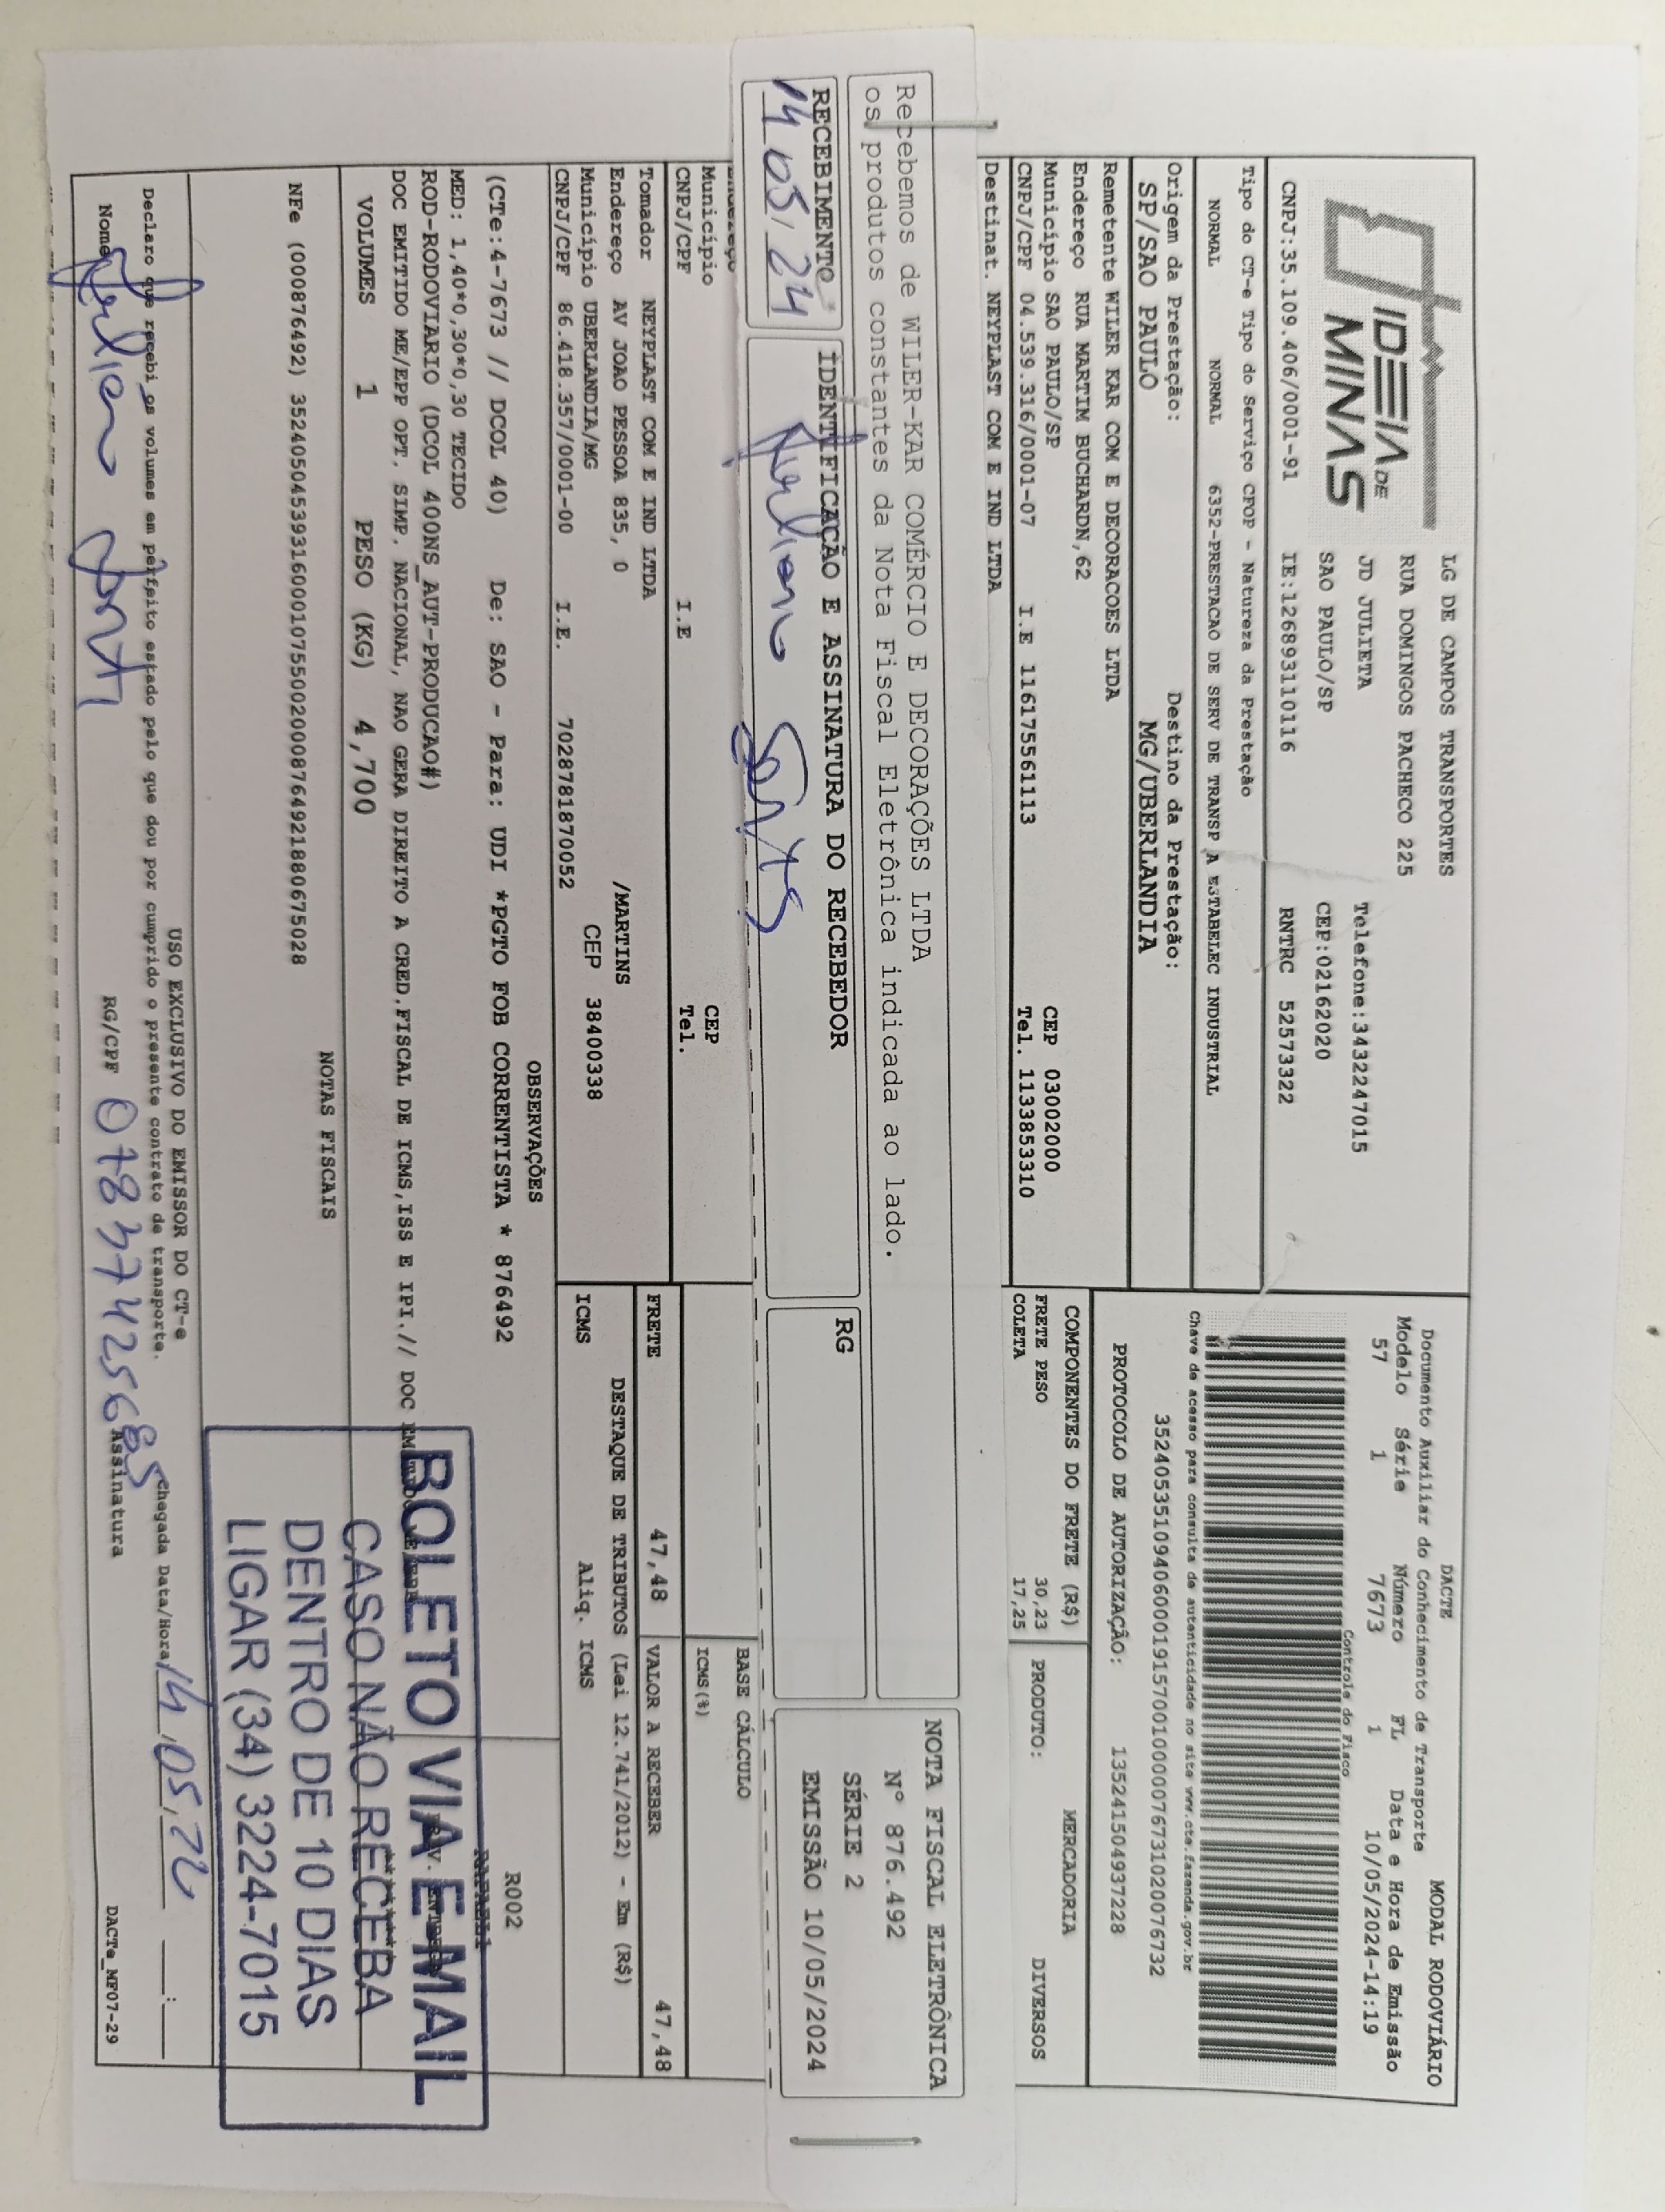 IDEIA DE
MINAS
LG DE CAMPOS TRANSPORTES
RUA DOMINGOS PACHECO 225
JD JULIETA Telefone:3432247015
SAO PAULO/SP CEP:02162020
CNPJ:35.109.406/0001-91 IE:126893110116 RNTRC 52573322
Tipo do CT-e Tipo do Serviço CFOP - Natureza da Prestação
NORMAL NORMAL 6352-PRESTACAO DE SERV DE TRANSP A ESTABELEC INDUSTRIAL
Origem da Prestação: Destino da Prestação:
SP/SAO PAULO MG/UBERLANDIA
Remetente WILER KAR COM E DECORACOES LTDA
Endereço RUA MARTIM BUCHARDN,62
Município SAO PAULO/SP CEP 03002000
CNPJ/CPF 04.539.316/0001-07 I.E 116175561113 Tel. 1133853310
Destinat. NEYPLAST COM E IND LTDA
DACTE MODAL RODOVIÁRIO
Documento Auxiliar do Conhecimento de Transporte
Modelo Série Número FL Data e Hora de Emissão
57 1 7673 1 10/05/2024-14:19
Controle do Fisco
Chave de acesso para consulta de autenticidade no site www.cte.fazenda.gov.br
35240535109406000191570010000076731020076732
PROTOCOLO DE AUTORIZAÇÃO: 135241504937228
COMPONENTES DO FRETE (R$) MERCADORIA
FRETE PESO 30,23 PRODUTO: DIVERSOS
COLETA 17,25
Recebemos de WILER-KAR COMÉRCIO E DECORAÇÕES LTDA
os produtos constantes da Nota Fiscal Eletrônica indicada ao lado.
RECEBIMENTO IDENTIFICAÇÃO E ASSINATURA DO RECEBEDOR RG
14 05 24
NOTA FISCAL ELETRÔNICA
N° 876.492
SÉRIE 2
EMISSÃO 10/05/2024
Município CEP
CNPJ/CPF I.E Tel.
BASE CÁLCULO
ICMS(%)
Tomador NEYPLAST COM E IND LTDA
Endereço AV JOAO PESSOA 835, 0 /MARTINS
Município UBERLANDIA/MG CEP 38400338
CNPJ/CPF 86.418.357/0001-00 I.E. 7028781870052
FRETE 47,48 VALOR A RECEBER 47,48
DESTAQUE DE TRIBUTOS (Lei 12.741/2012) - Em (R$)
ICMS Aliq. ICMS
OBSERVAÇÕES
(CTe:4-7673 // DCOL 40) De: SAO - Para: UDI *PGTO FOB CORRENTISTA * 876492
R002
MED: 1,40*0,30*0,30 TECIDO
ROD-RODOVIARIO (DCOL 400NS_AUT-PRODUCAO#)
DOC EMITIDO ME/EPP OPT. SIMP. NACIONAL, NAO GERA DIREITO A CRED.FISCAL DE ICMS,ISS E IPI.// DOC
VOLUMES 1 PESO (KG) 4,700
NOTAS FISCAIS
NFe (000876492) 35240504539316000107550020008764921880675028
BOLETO VIA EMAIL
CASO NÃO RECEBA
DENTRO DE 10 DIAS
LIGAR (34) 3224-7015
USO EXCLUSIVO DO EMISSOR DO CT-e
Declaro que recebi os volumes em perfeito estado pelo que dou por cumprido o presente contrato de transporte.
Chegada Data/Hora 14,05,
Nome RG/CPF 07837425685 Assinatura
DACTe_MF07-29